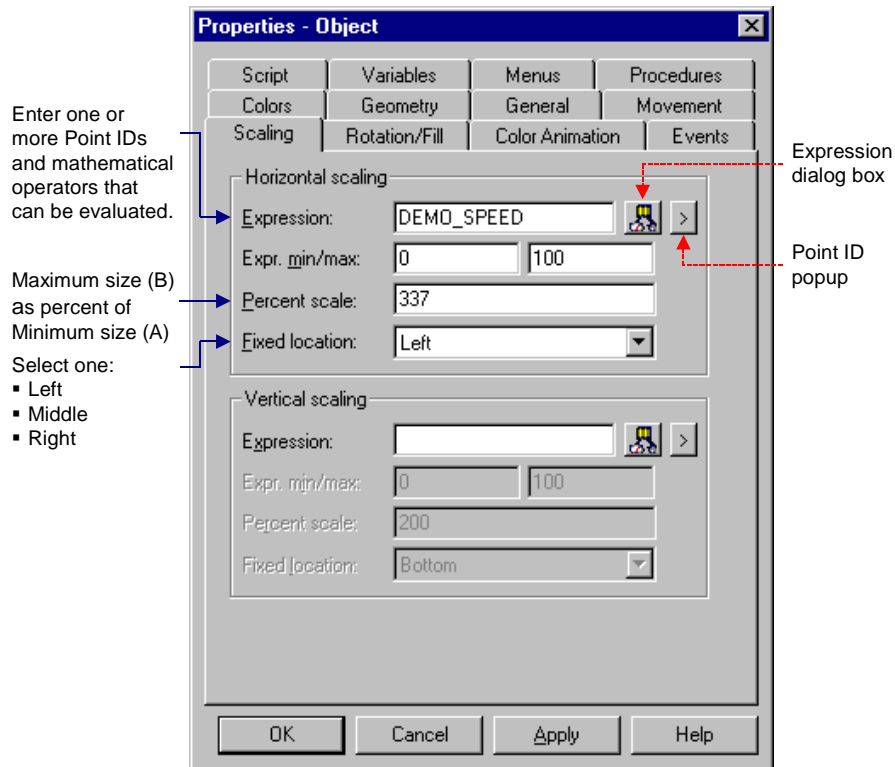 Properties - Object
Script Variables Menus Procedures
Colors Geometry General Movement
Scaling Rotation/Fill Color Animation Events
Enter one or
more Point IDs
and mathematical
operators that
can be evaluated.
Maximum size (B)
as percent of
Minimum size (A)
Select one:
▪ Left
▪ Middle
▪ Right
Horizontal scaling
Expression: DEMO_SPEED >
Expr. min/max: 0 100
Percent scale: 337
Fixed location: Left
Vertical scaling
Expression: >
Expr. min/max: 0 100
Percent scale: 200
Fixed location: Bottom
Expression
dialog box
Point ID
popup
OK Cancel Apply Help